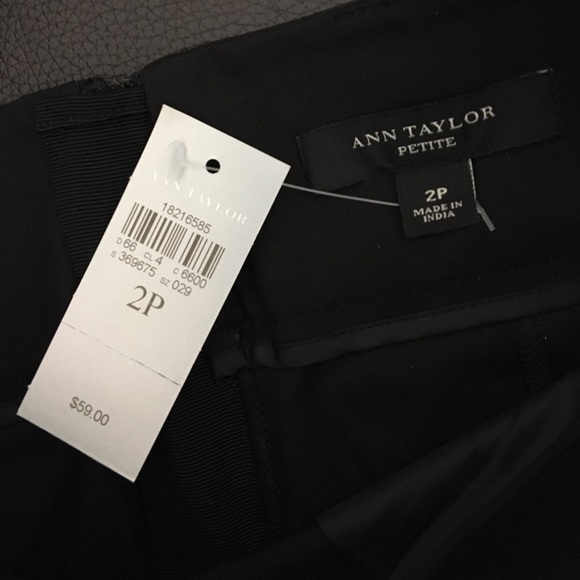 ANN TAYLOR
PETITE
2P
MADE IN
INDIA
ANN TAYLOR
18216585
D 66 CL 4 C 6600
S 369675 SZ 029
2P
$59.00